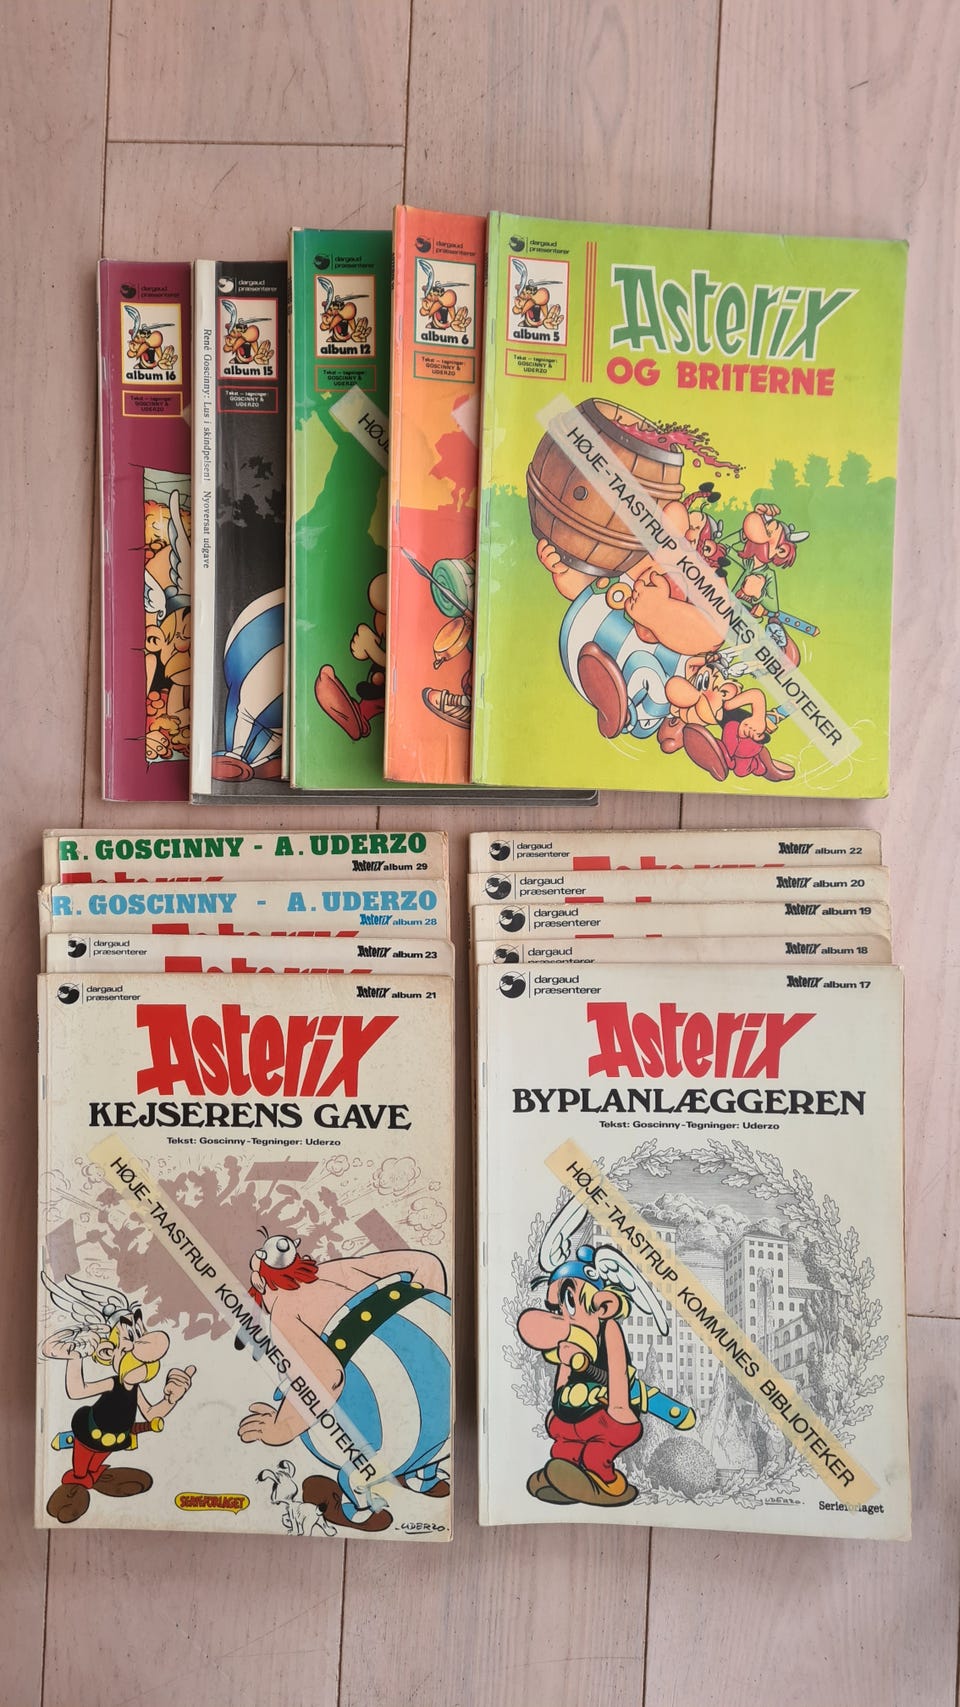 dargaud
præsenterer
album 16
Tekst – tegninger:
GOSCINNY &
UDERZO
René Goscinny: Lus i skindpelsen! Nyoversat udgave
dargaud
præsenterer
album 15
Tekst – tegninger:
GOSCINNY &
UDERZO
dargaud
præsenterer
album 12
Tekst – tegninger:
GOSCINNY &
UDERZO
HØJE
dargaud
præsenterer
album 6
Tekst – tegninger:
GOSCINNY &
UDERZO
dargaud
præsenterer
album 5
Tekst – tegninger:
GOSCINNY &
UDERZO
Asterix
OG BRITERNE
HØJE-TAASTRUP KOMMUNES BIBLIOTEKER
R. GOSCINNY - A. UDERZO
Asterix album 29
R. GOSCINNY - A. UDERZO
Asterix album 28
dargaud
præsenterer
Asterix album 23
dargaud
præsenterer
Asterix album 21
Asterix
KEJSERENS GAVE
Tekst: Goscinny-Tegninger: Uderzo
HØJE-TAASTRUP KOMMUNES BIBLIOTEKER
SERIEFORLAGET
UDERZO.
dargaud
præsenterer
Asterix album 22
dargaud
præsenterer
Asterix album 20
dargaud
præsenterer
Asterix album 19
dargaud
præsenterer
Asterix album 18
dargaud
præsenterer
Asterix album 17
Asterix
BYPLANLÆGGEREN
Tekst: Goscinny-Tegninger: Uderzo
HØJE-TAASTRUP KOMMUNES BIBLIOTEKER
UDERZO.
Serieforlaget